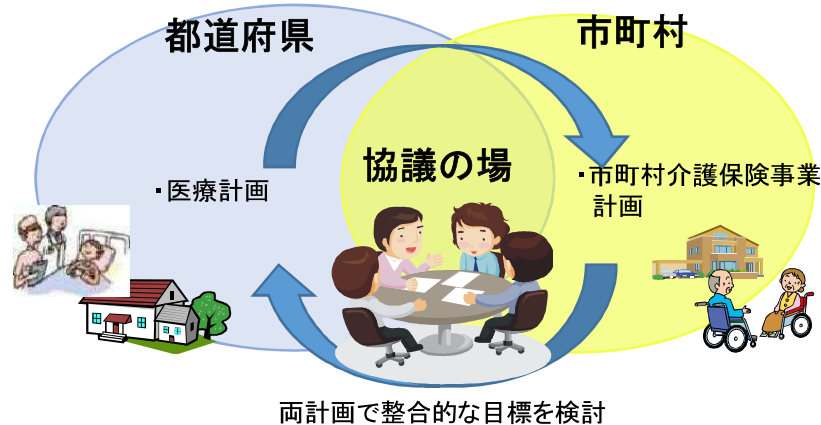 都道府県
市町村
協議の場
・医療計画
・市町村介護保険事業
計画
両計画で整合的な目標を検討